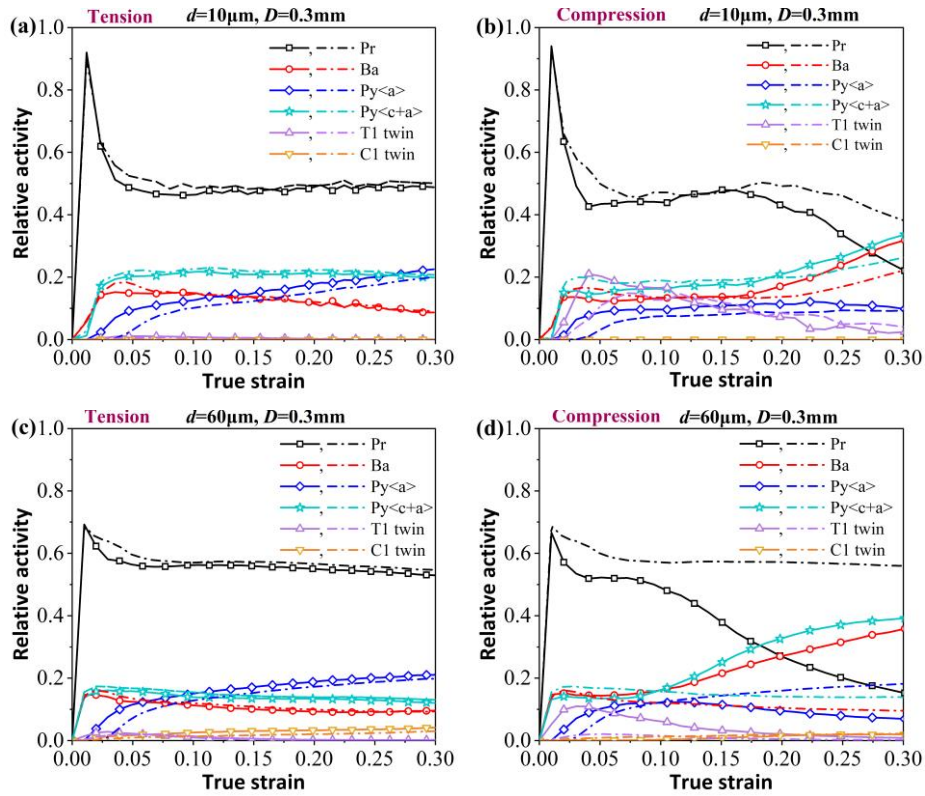 (a) Tension d=10μm, D=0.3mm
1.0
0.8
0.6
0.4
0.2
0.0
Relative activity
, Pr
, Ba
, Py<a>
, Py<c+a>
, T1 twin
, C1 twin
0.00 0.05 0.10 0.15 0.20 0.25 0.30
True strain
(b) Compression d=10μm, D=0.3mm
1.0
0.8
0.6
0.4
0.2
0.0
Relative activity
, Pr
, Ba
, Py<a>
, Py<c+a>
, T1 twin
, C1 twin
0.00 0.05 0.10 0.15 0.20 0.25 0.30
True strain
(c) Tension d=60μm, D=0.3mm
1.0
0.8
0.6
0.4
0.2
0.0
Relative activity
, Pr
, Ba
, Py<a>
, Py<c+a>
, T1 twin
, C1 twin
0.00 0.05 0.10 0.15 0.20 0.25 0.30
True strain
(d) Compression d=60μm, D=0.3mm
1.0
0.8
0.6
0.4
0.2
0.0
Relative activity
, Pr
, Ba
, Py<a>
, Py<c+a>
, T1 twin
, C1 twin
0.00 0.05 0.10 0.15 0.20 0.25 0.30
True strain